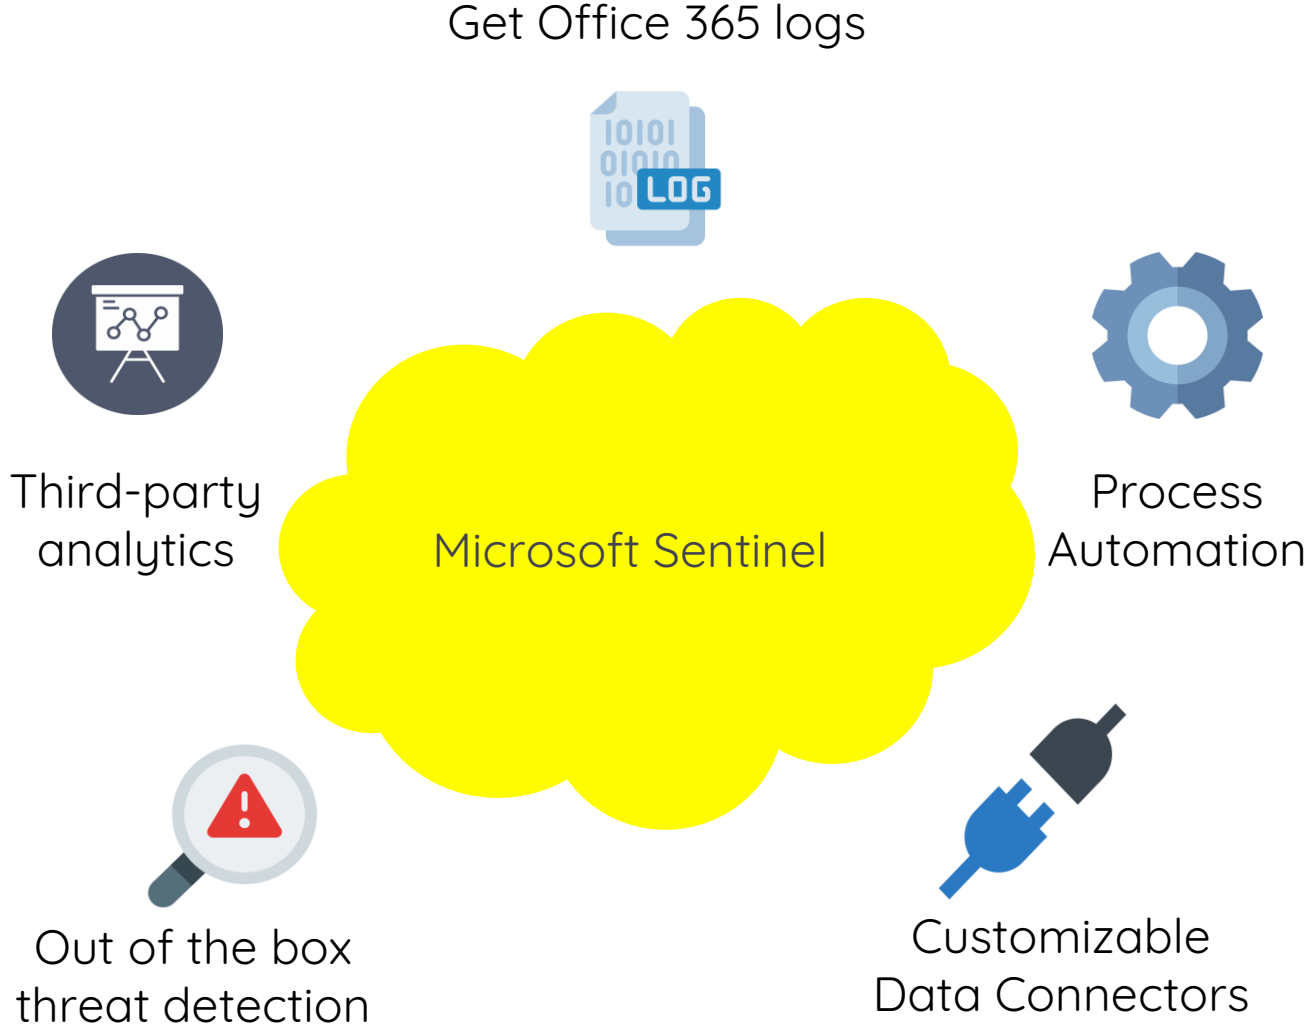 Get Office 365 logs
10101
01010
10
LOG
Third-party
analytics
Microsoft Sentinel
Process
Automation
Out of the box
threat detection
Customizable
Data Connectors